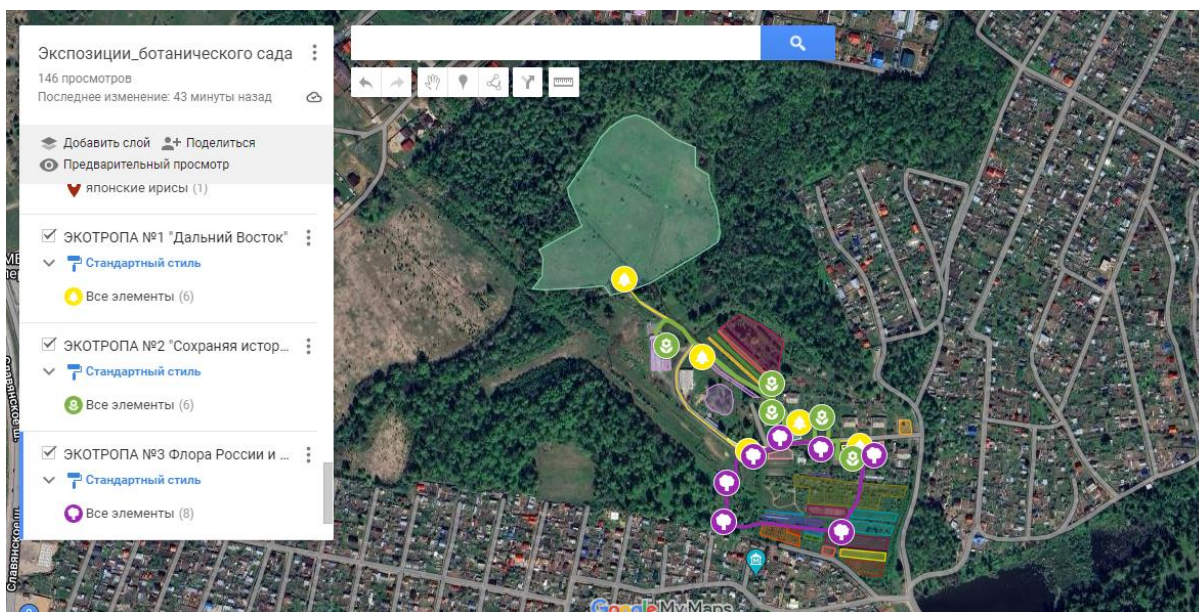 Экспозиции_ботанического сада
146 просмотров
Последнее изменение: 43 минуты назад
Добавить слой Поделиться
Предварительный просмотр
японские ирисы (1)
ЭКОТРОПА №1 "Дальний Восток"
Стандартный стиль
Все элементы (6)
ЭКОТРОПА №2 "Сохраняя истор...
Стандартный стиль
Все элементы (6)
ЭКОТРОПА №3 Флора России и ...
Стандартный стиль
Все элементы (8)
Google My Maps